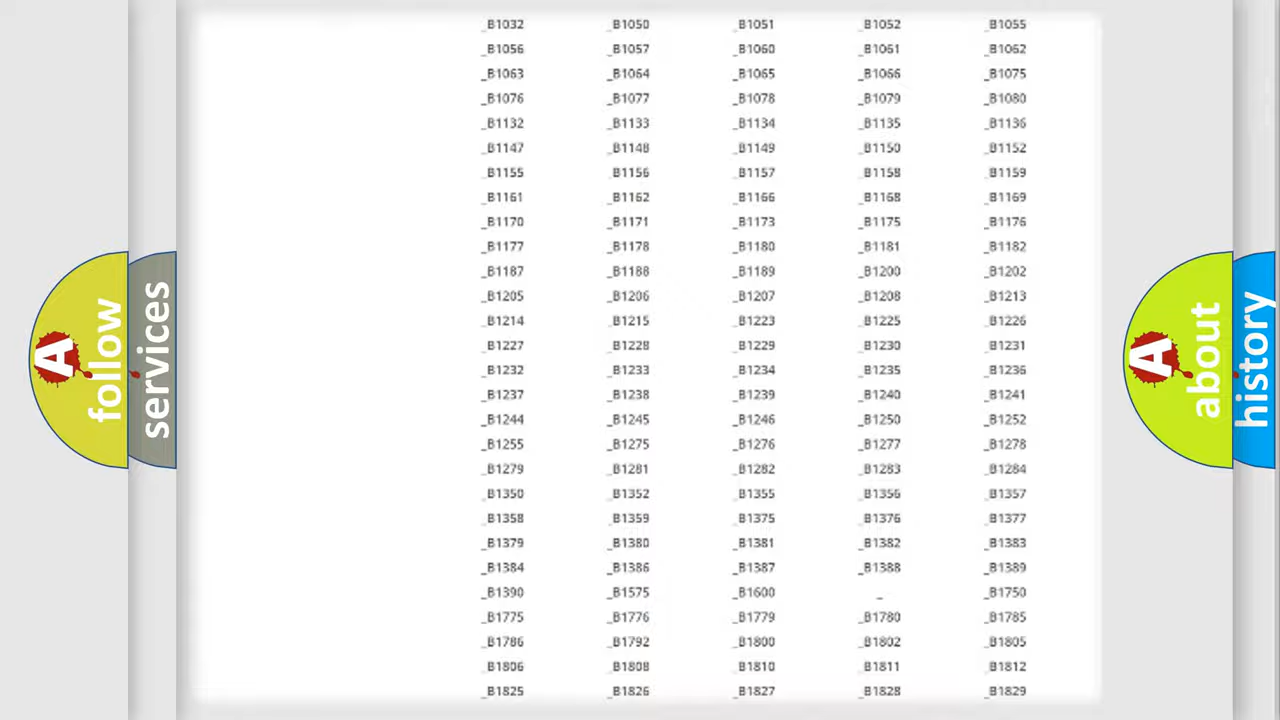 _B1032 _B1050 _B1051 _B1052 _B1055
_B1056 _B1057 _B1060 _B1061 _B1062
_B1063 _B1064 _B1065 _B1066 _B1075
_B1076 _B1077 _B1078 _B1079 _B1080
_B1132 _B1133 _B1134 _B1135 _B1136
_B1147 _B1148 _B1149 _B1150 _B1152
_B1155 _B1156 _B1157 _B1158 _B1159
_B1161 _B1162 _B1166 _B1168 _B1169
_B1170 _B1171 _B1173 _B1175 _B1176
_B1177 _B1178 _B1180 _B1181 _B1182
_B1187 _B1188 _B1189 _B1200 _B1202
_B1205 _B1206 _B1207 _B1208 _B1213
_B1214 _B1215 _B1223 _B1225 _B1226
_B1227 _B1228 _B1229 _B1230 _B1231
_B1232 _B1233 _B1234 _B1235 _B1236
_B1237 _B1238 _B1239 _B1240 _B1241
_B1244 _B1245 _B1246 _B1250 _B1252
_B1255 _B1275 _B1276 _B1277 _B1278
_B1279 _B1281 _B1282 _B1283 _B1284
_B1350 _B1352 _B1355 _B1356 _B1357
_B1358 _B1359 _B1375 _B1376 _B1377
_B1379 _B1380 _B1381 _B1382 _B1383
_B1384 _B1386 _B1387 _B1388 _B1389
_B1390 _B1575 _B1600 _ _B1750
_B1775 _B1776 _B1779 _B1780 _B1785
_B1786 _B1792 _B1800 _B1802 _B1805
_B1806 _B1808 _B1810 _B1811 _B1812
_B1825 _B1826 _B1827 _B1828 _B1829
A
follow
services
A
about
history